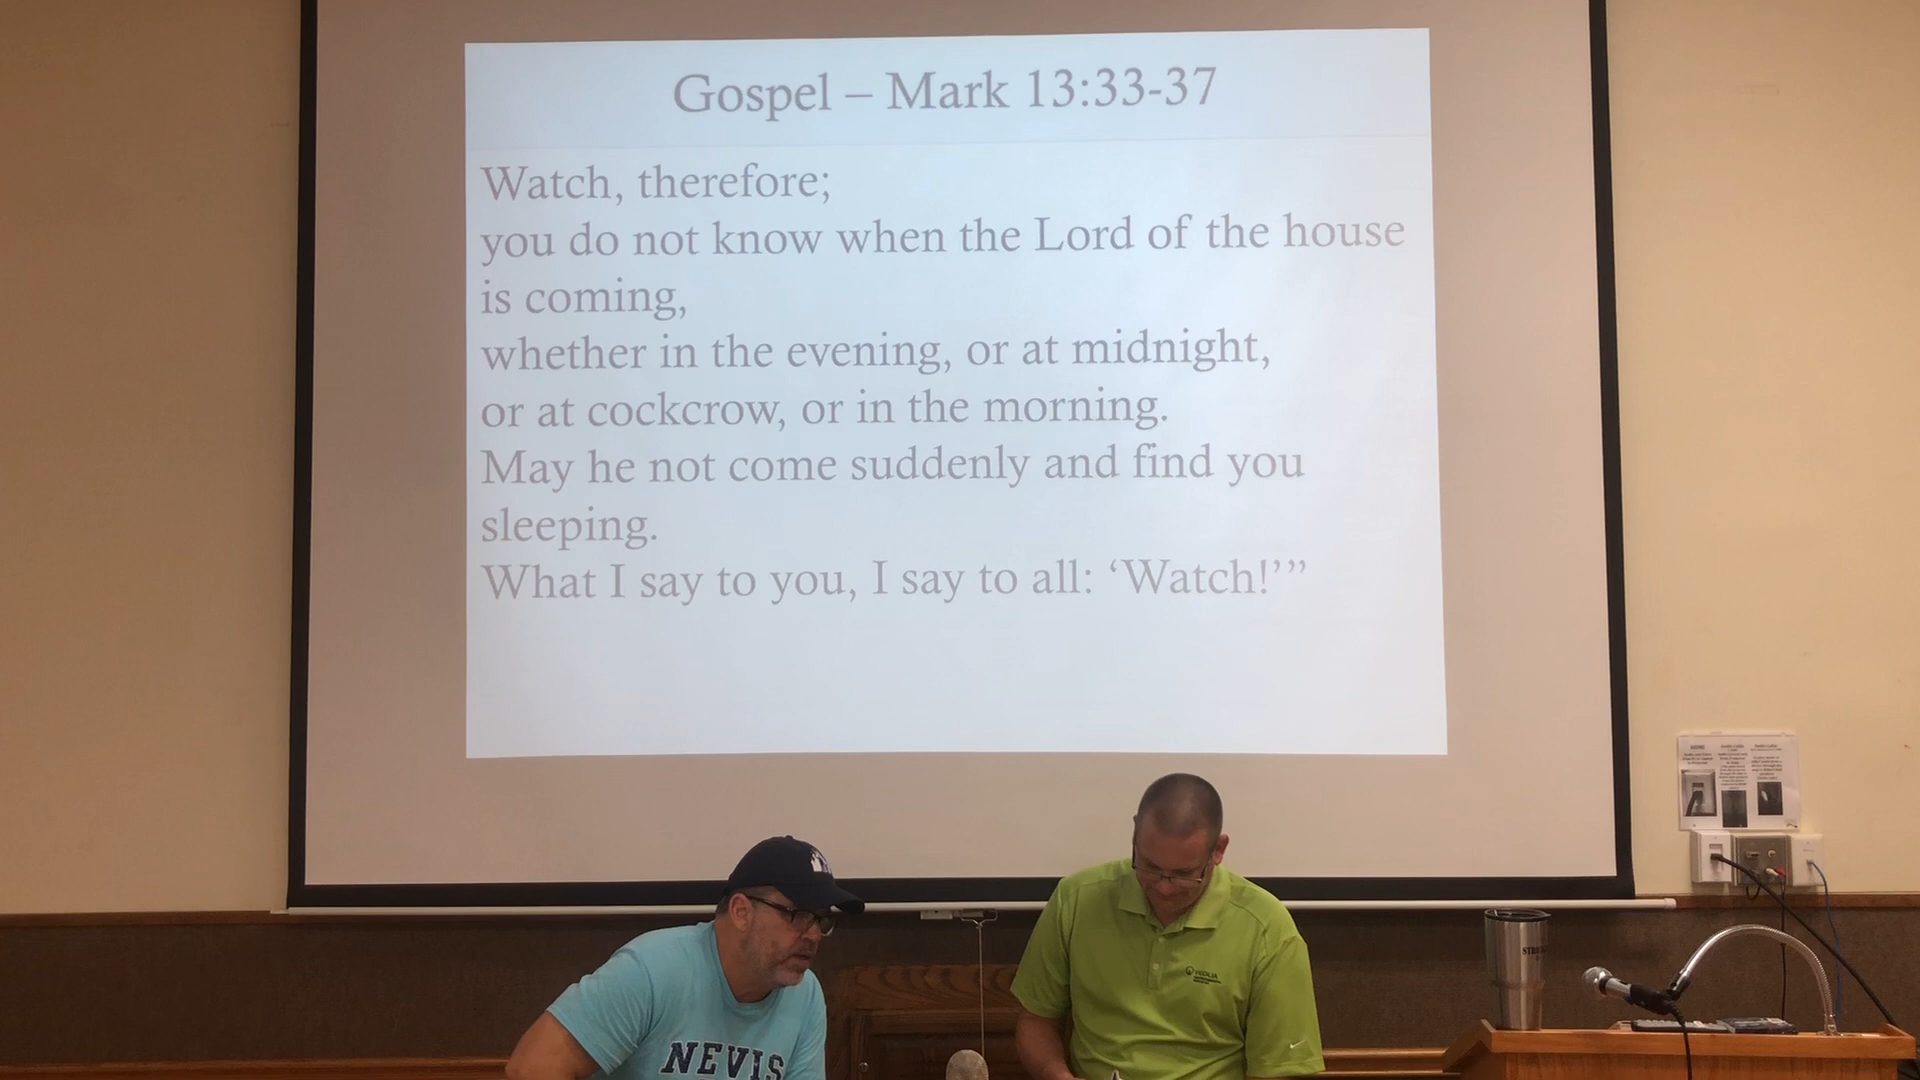 Gospel – Mark 13:33-37
Watch, therefore;
you do not know when the Lord of the house
is coming,
whether in the evening, or at midnight,
or at cockcrow, or in the morning.
May he not come suddenly and find you
sleeping.
What I say to you, I say to all: ‘Watch!’”
VEOLIA
NEVIS